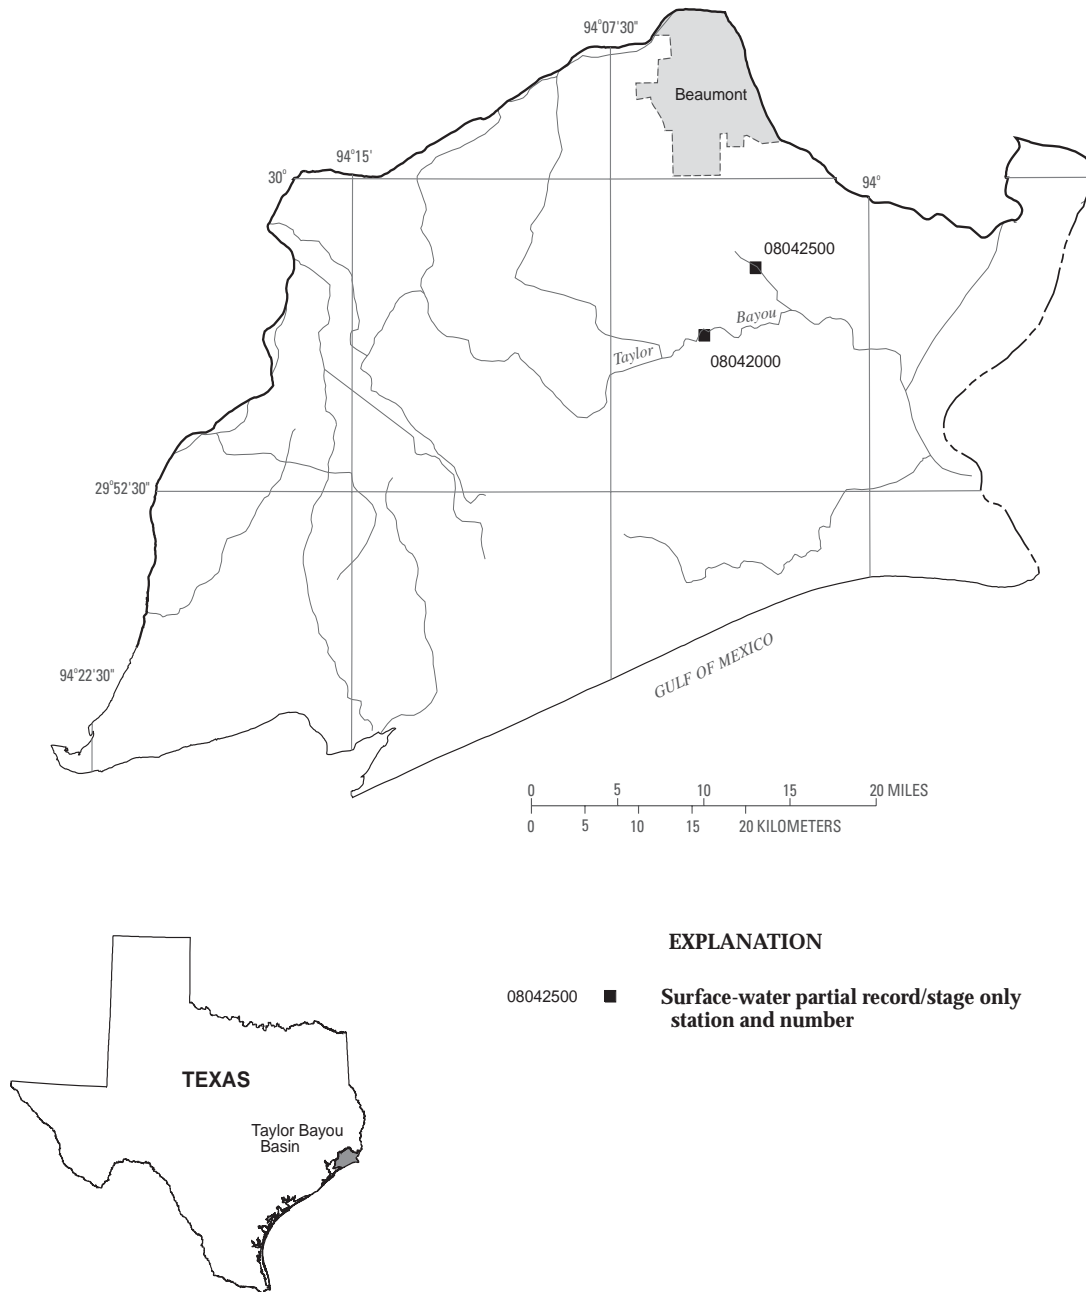 94°07'30"
Beaumont
94°15'
30°
94°
08042500
Bayou
Taylor
08042000
29°52'30"
94°22'30"
GULF OF MEXICO
0 5 10 15 20 MILES
0 5 10 15 20 KILOMETERS
EXPLANATION
08042500 Surface-water partial record/stage only
station and number
TEXAS
Taylor Bayou
Basin